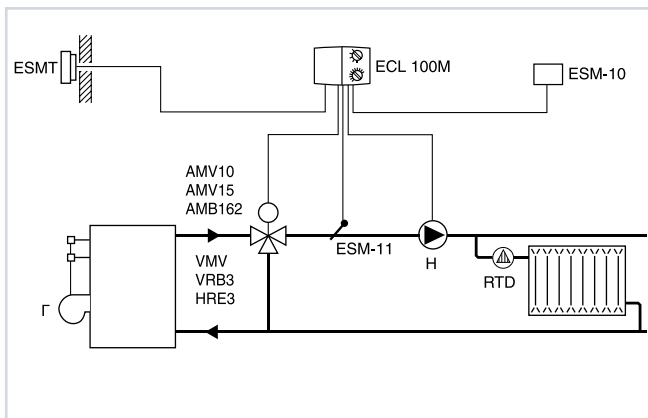 ESMT
ECL 100M
ESM-10
AMV10
AMV15
AMB162
ESM-11
H
RTD
VMV
VRB3
HRE3
Г